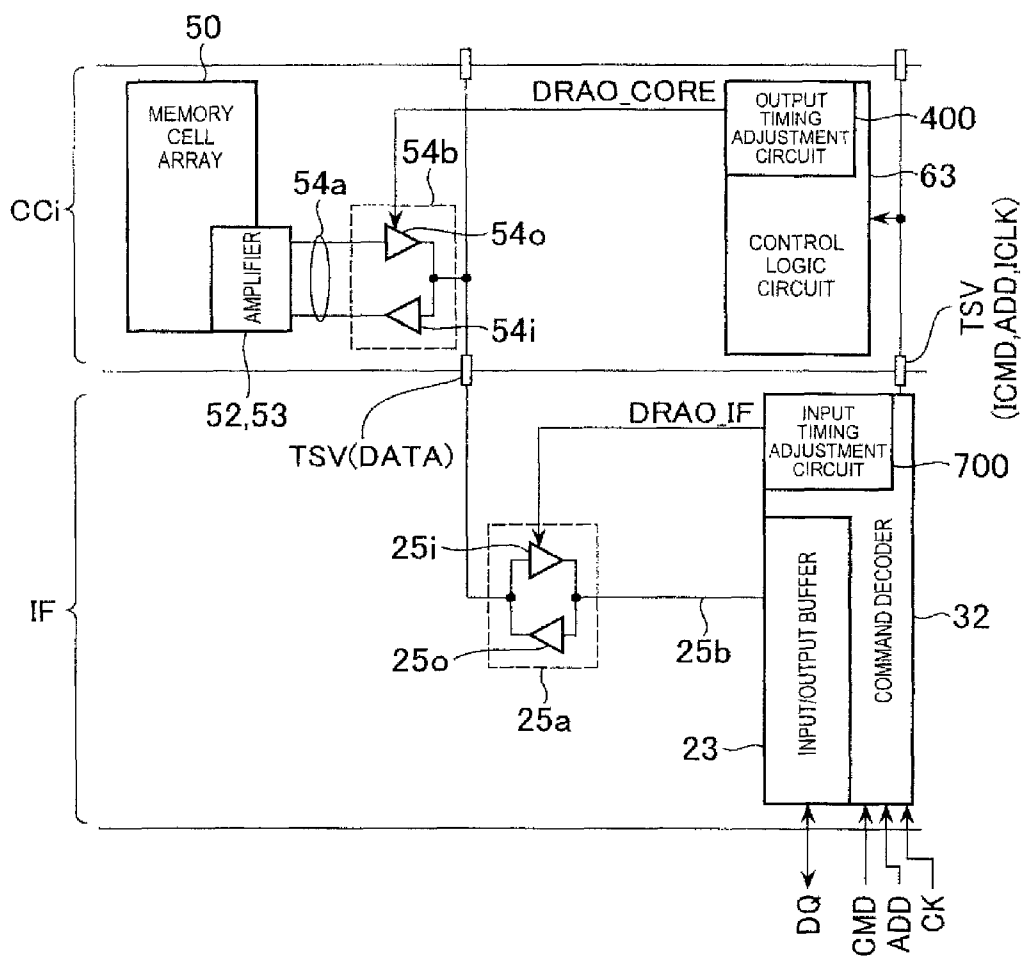 50
MEMORY
CELL
ARRAY
DRAO_CORE
OUTPUT
TIMING
ADJUSTMENT
CIRCUIT
400
63
54b
54a
CCi
54o
AMPLIFIER
CONTROL
LOGIC
CIRCUIT
54i
TSV
(ICMD,ADD,ICLK)
52,53
TSV(DATA)
DRAO_IF
INPUT
TIMING
ADJUSTMENT
CIRCUIT
700
25i
IF
INPUT/OUTPUT BUFFER
COMMAND DECODER
32
25o
25b
25a
23
DQ
CMD
ADD
CK